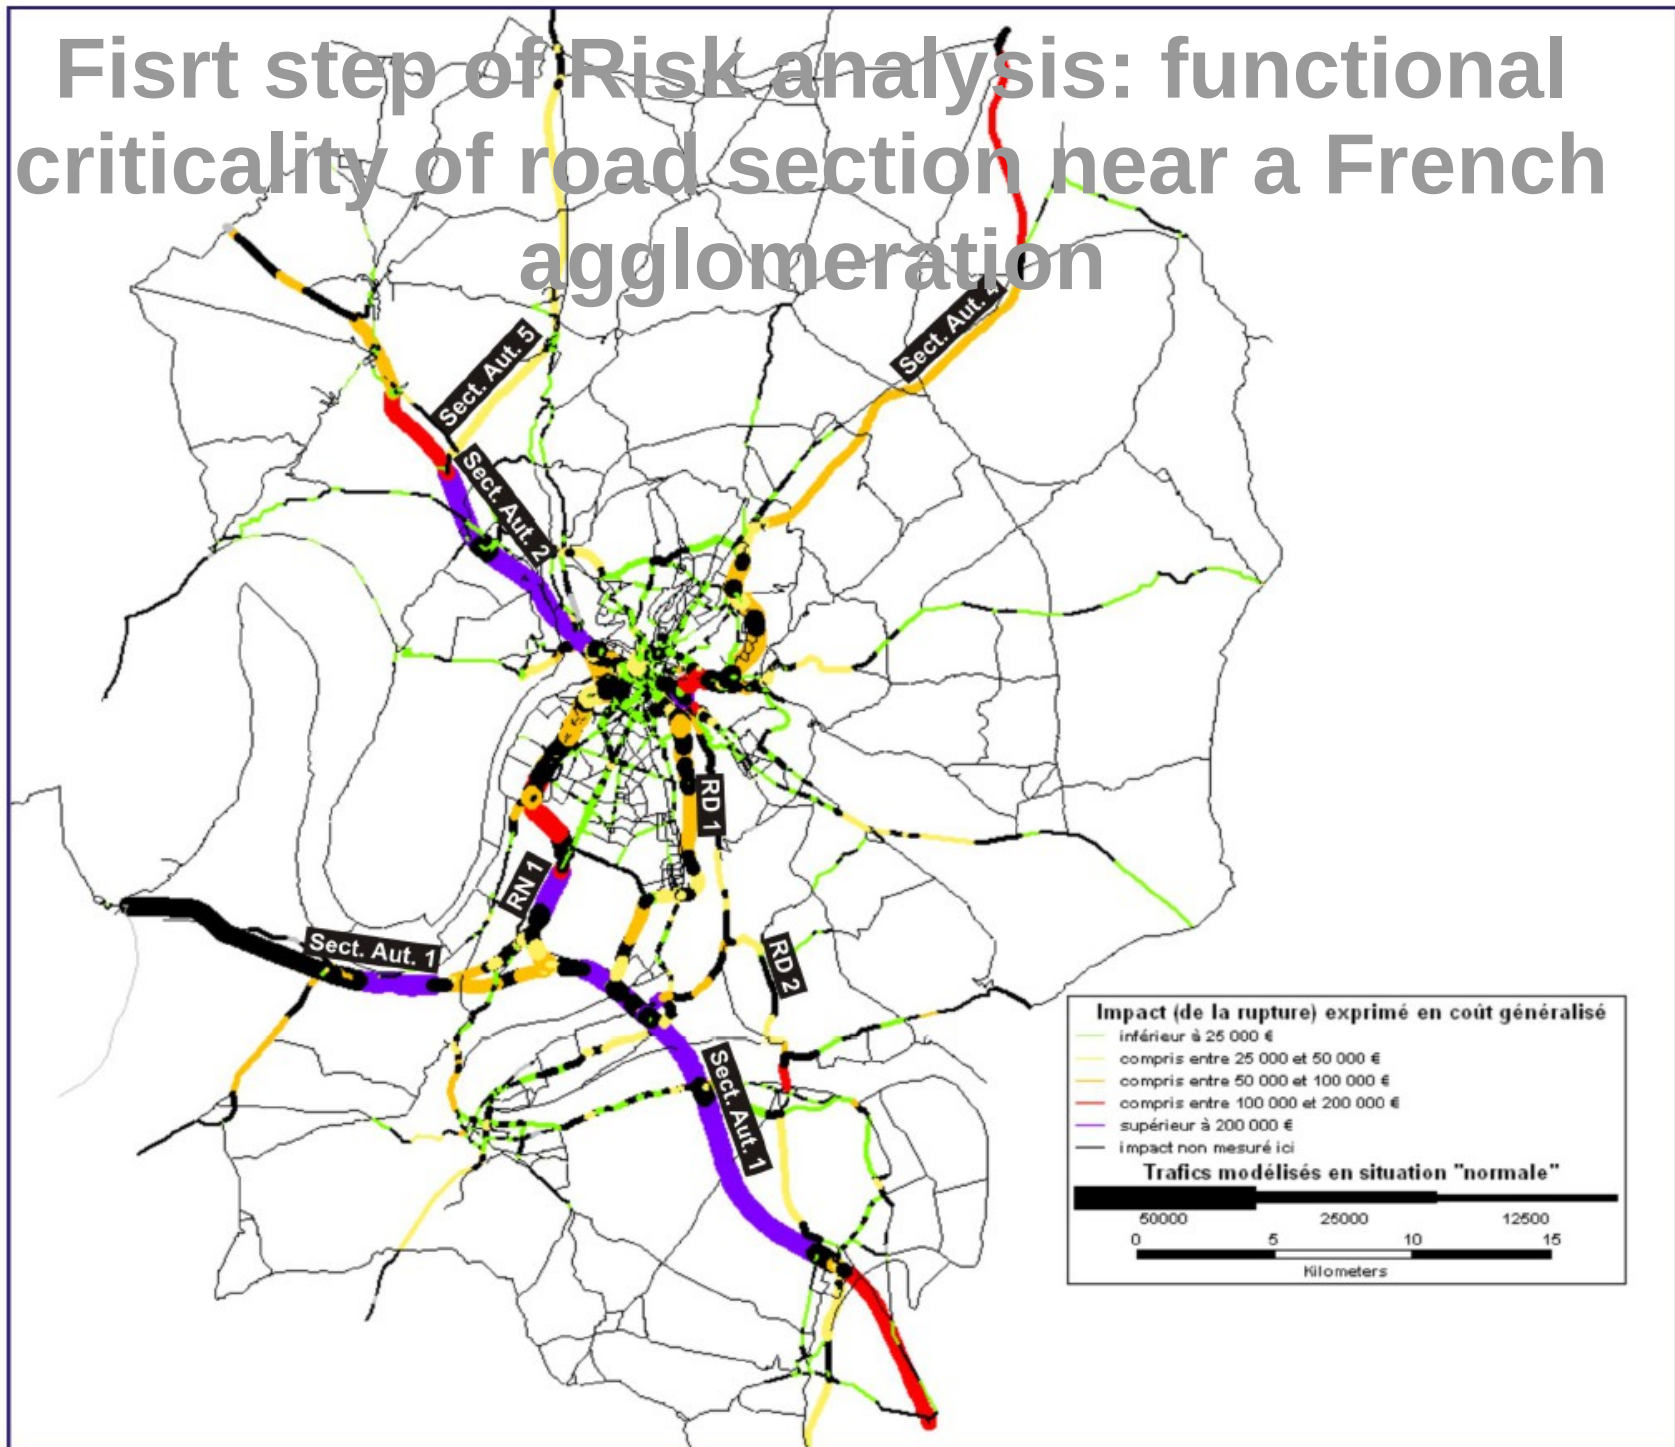 Fisrt step of Risk analysis: functional
criticality of road section near a French
agglomeration
Sect. Aut. 5
Sect. Aut.
Sect. Aut. 2
RD 1
RN 1
Sect. Aut. 1
RD 2
Sect. Aut. 1
Impact (de la rupture) exprimé en coût généralisé
inférieur à 25 000 €
compris entre 25 000 et 50 000 €
compris entre 50 000 et 100 000 €
compris entre 100 000 et 200 000 €
supérieur à 200 000 €
impact non mesuré ici
Trafics modélisés en situation "normale"
50000 25000 12500
0 5 10 15
Kilometers